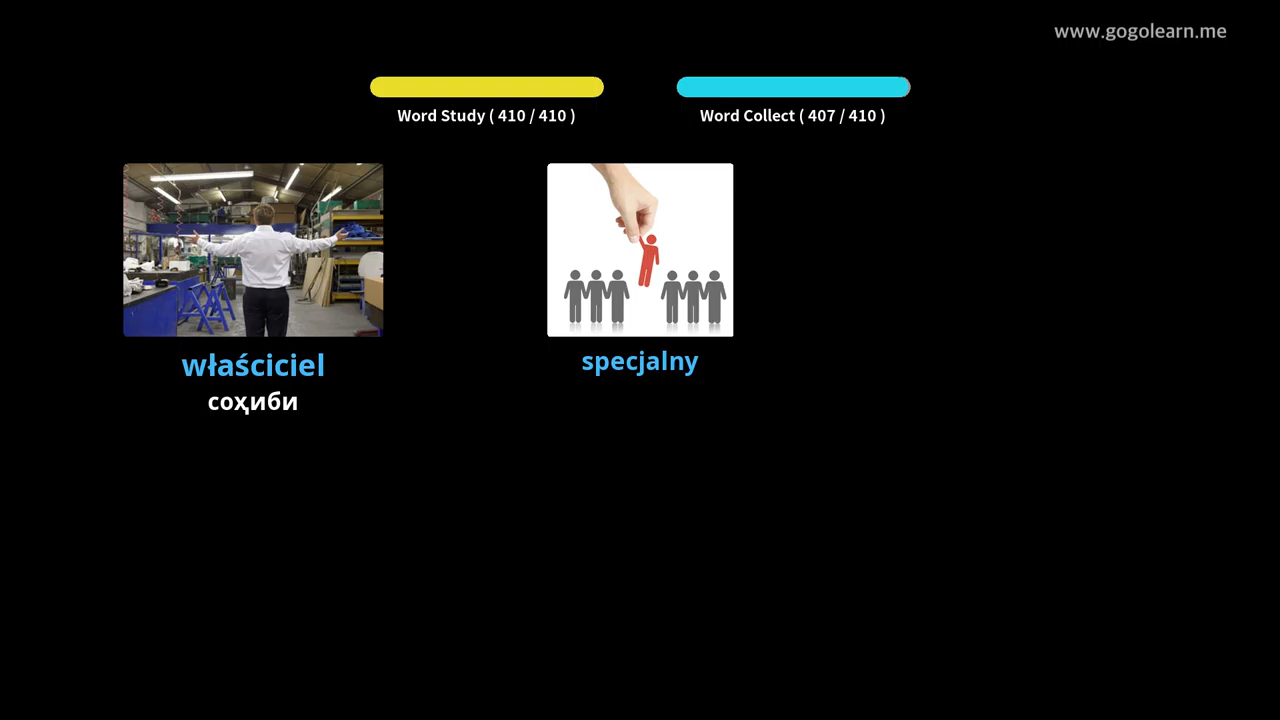 www.gogolearn.me
Word Study ( 410 / 410 )
Word Collect ( 407 / 410 )
właściciel
соҳиби
specjalny